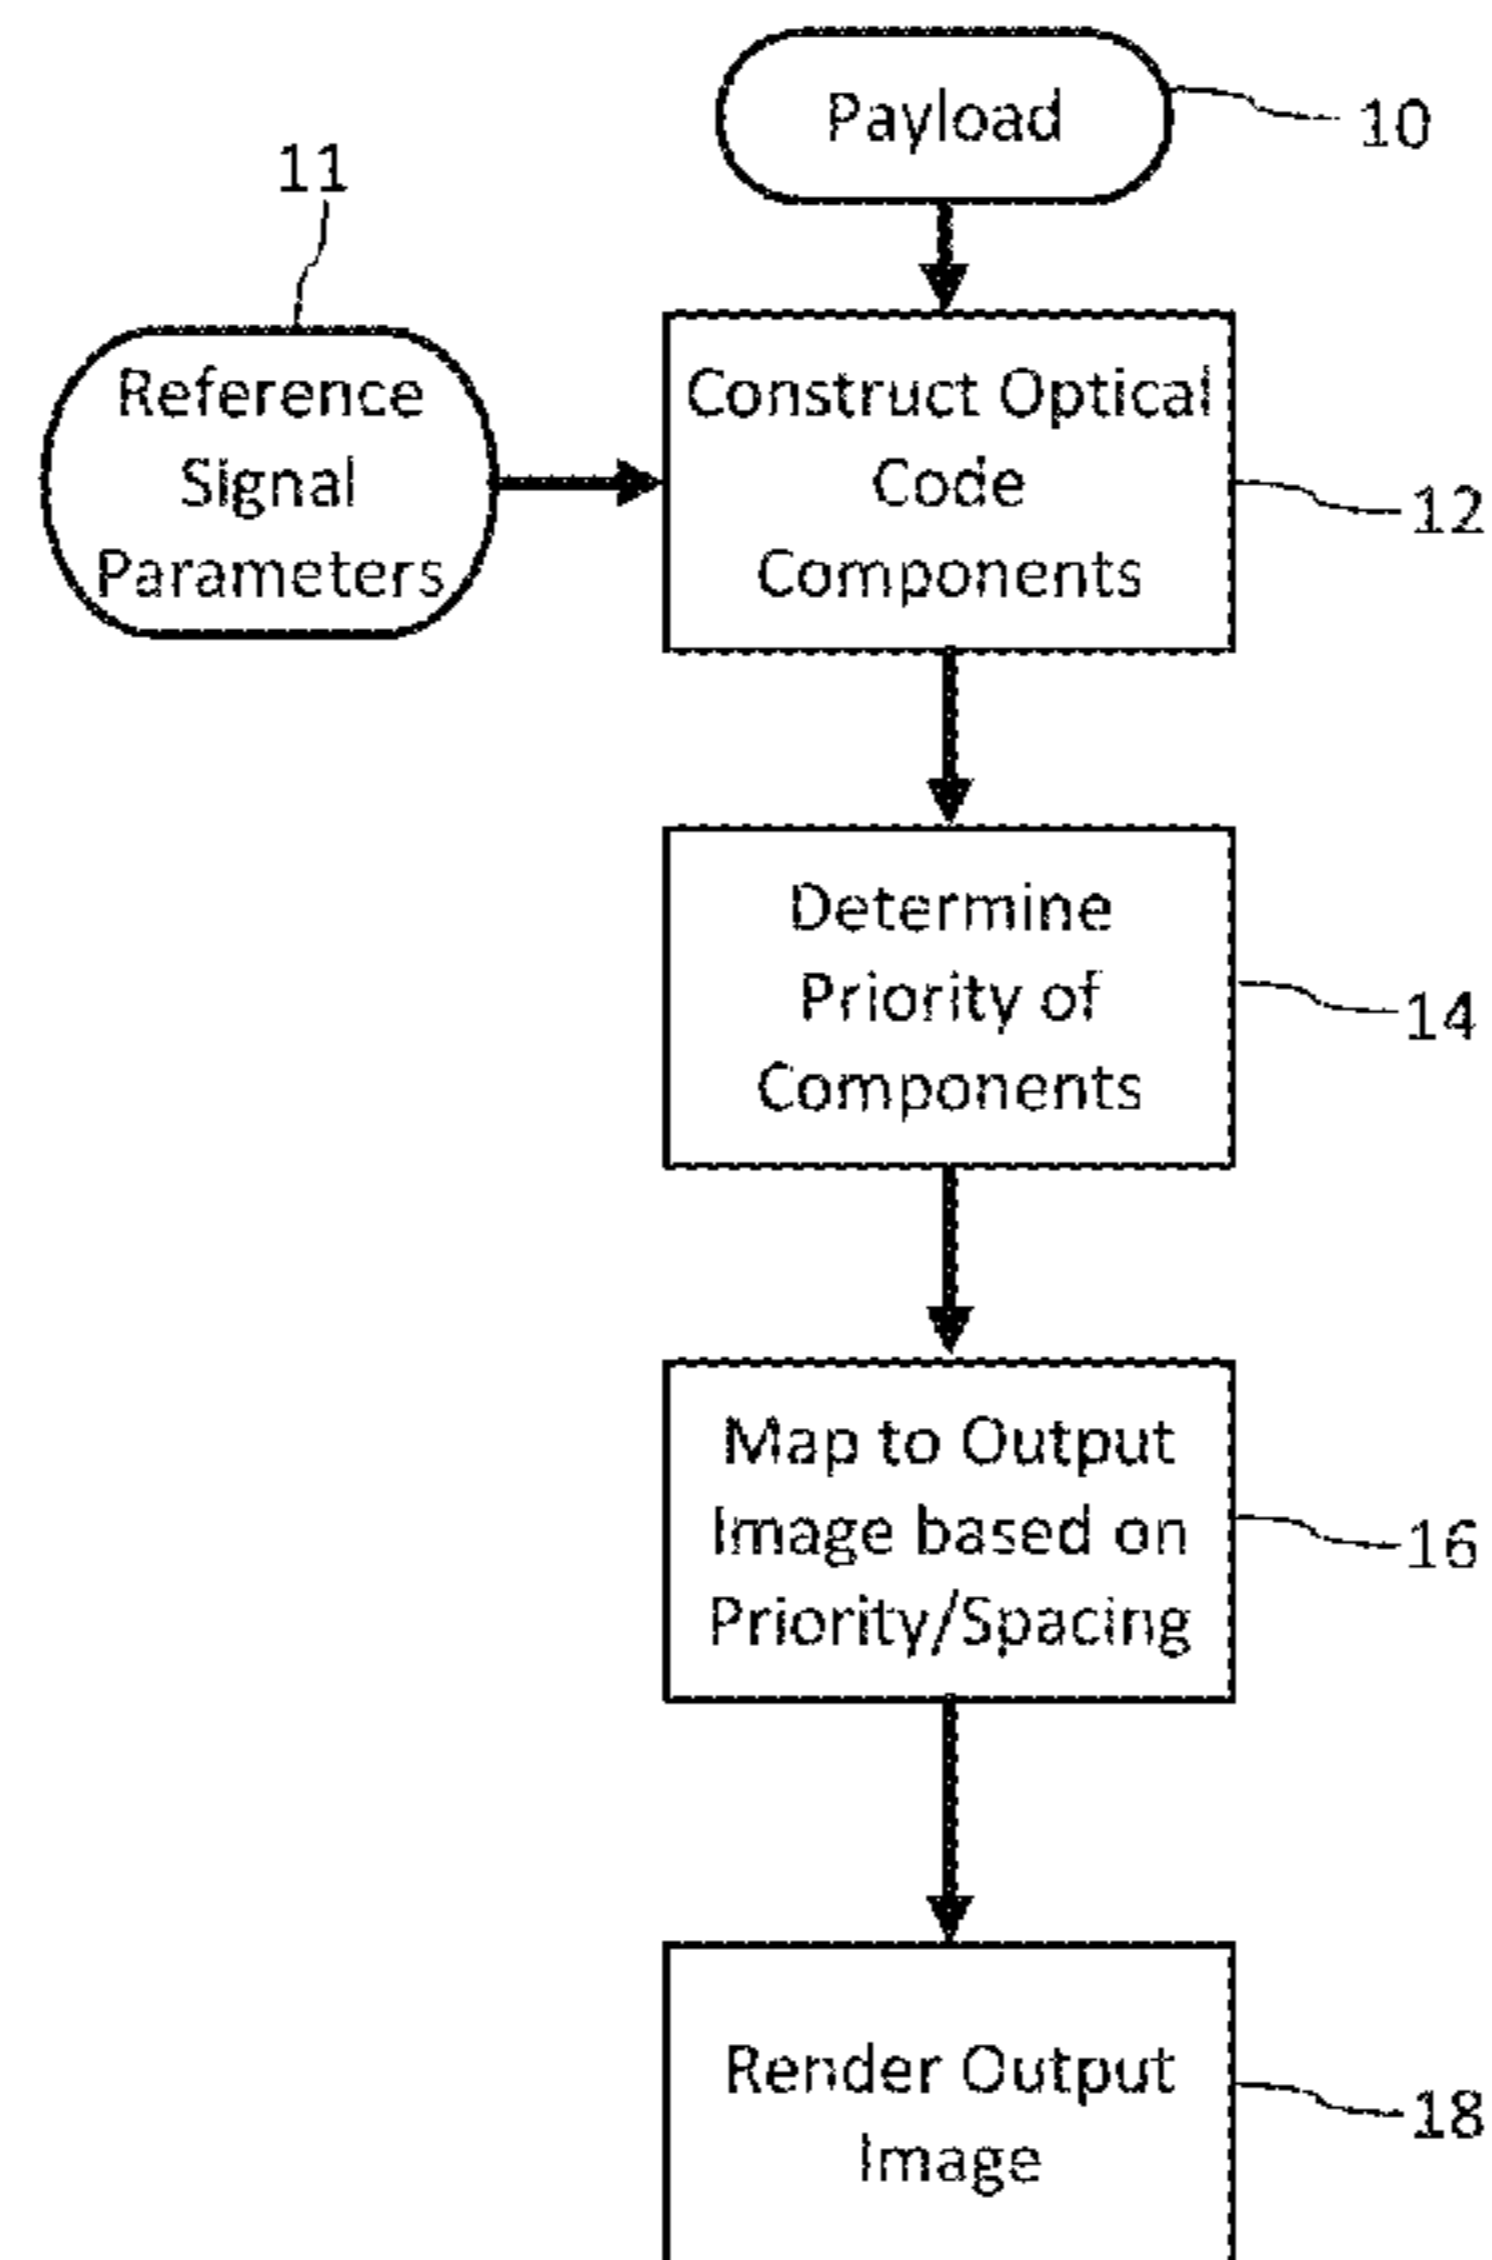 Payload
10
11
Reference
Signal
Parameters
Construct Optical
Code
Components
12
Determine
Priority of
Components
14
Map to Output
Image based on
Priority/Spacing
16
Render Output
Image
18